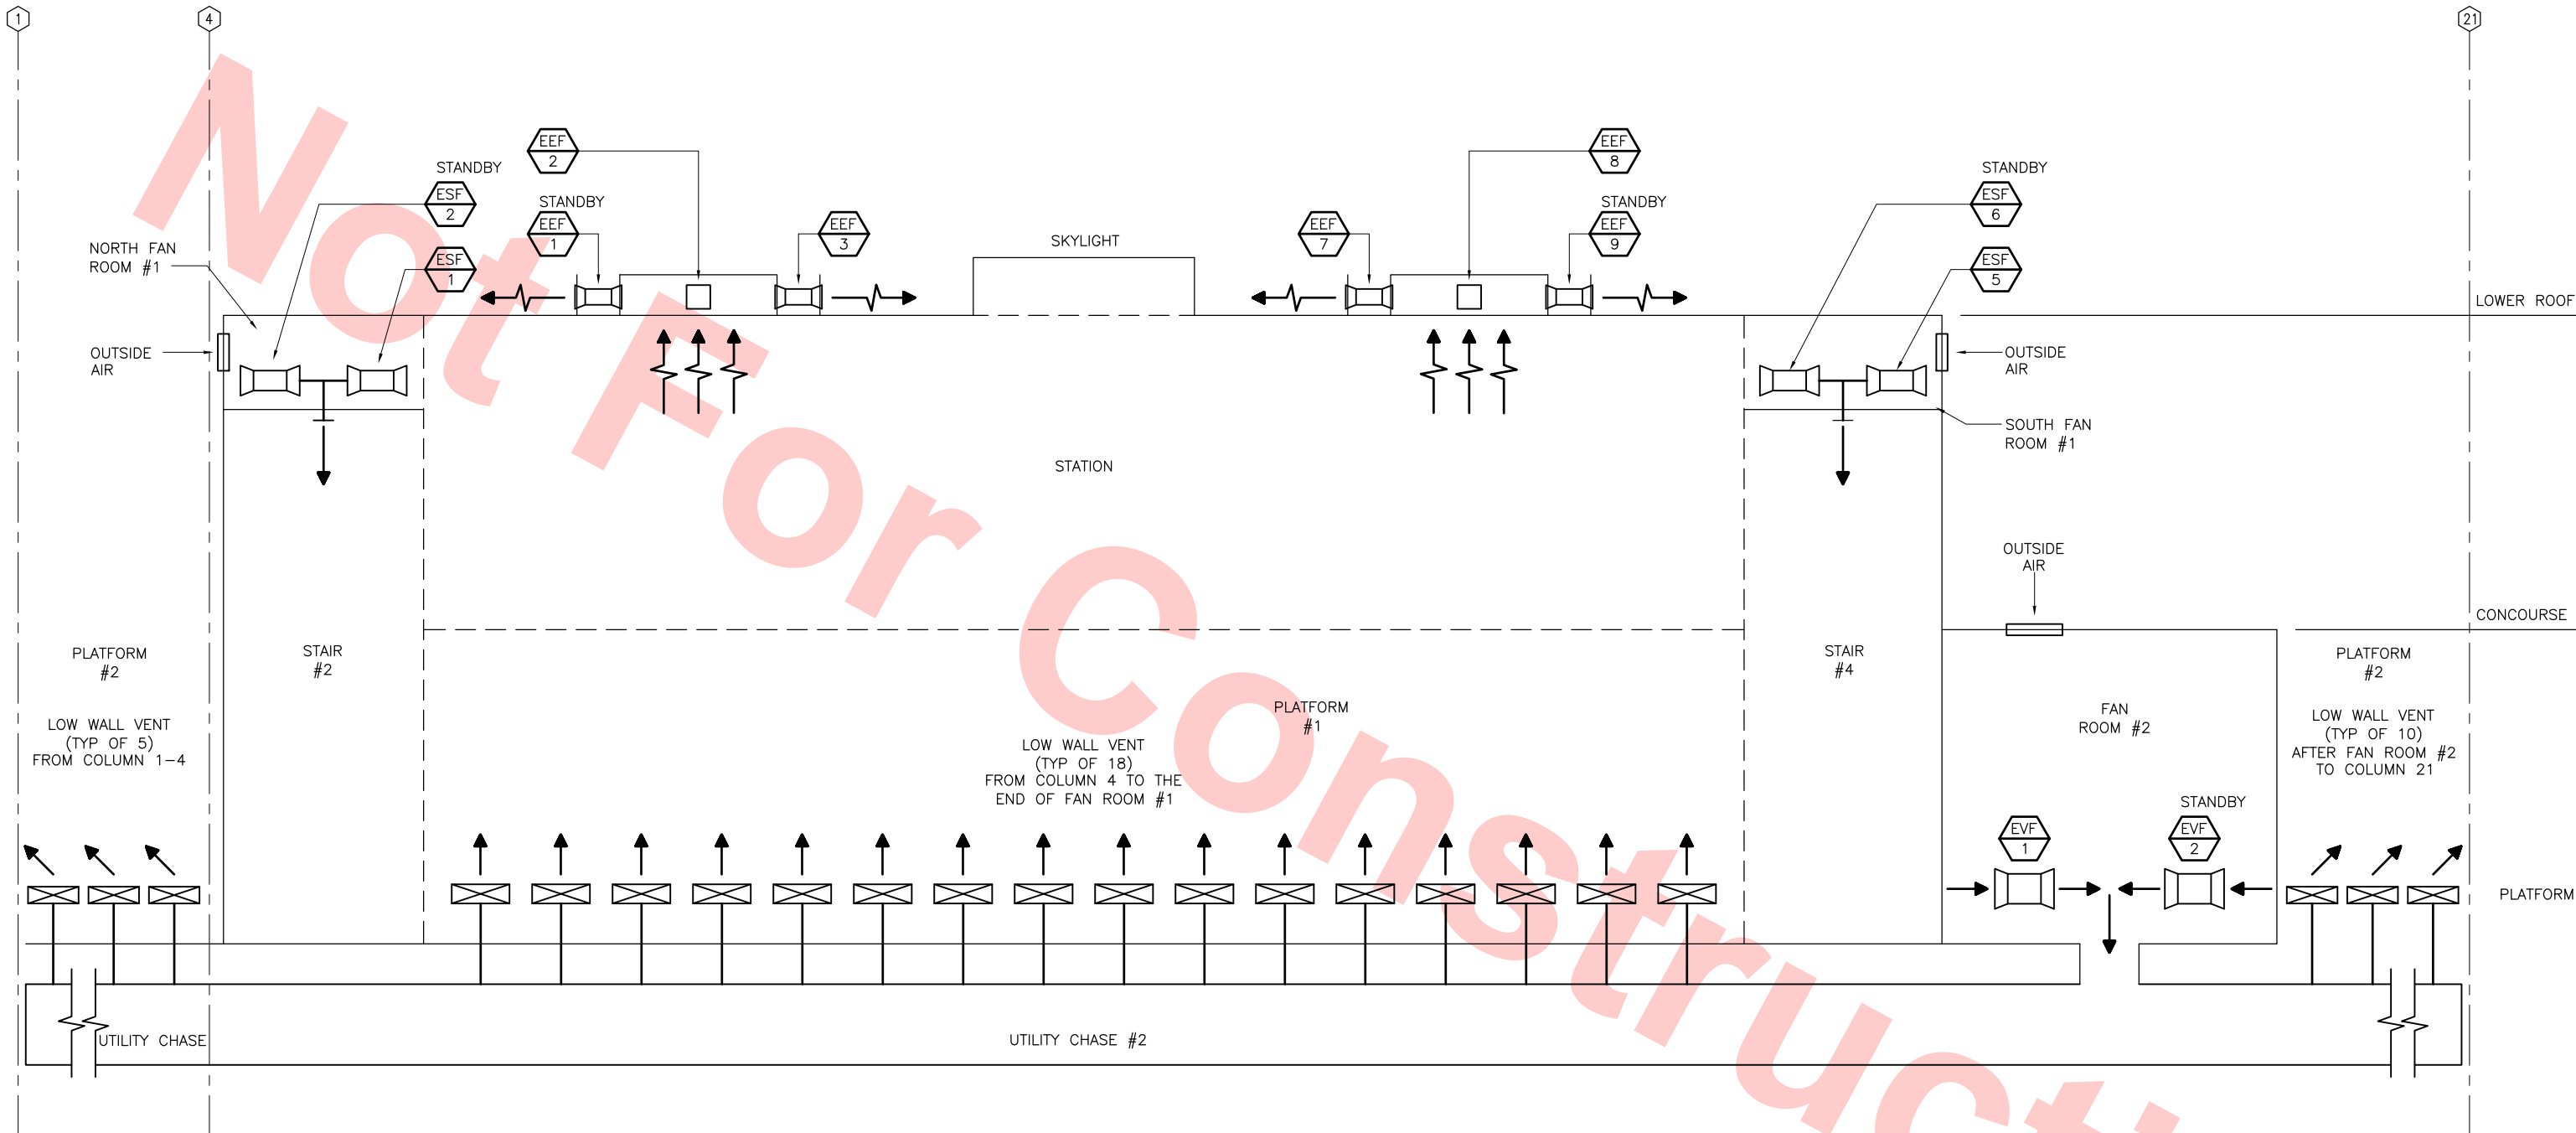 1
4
21
EEF
2
EEF
8
STANDBY
STANDBY
ESF
2
ESF
6
STANDBY
EEF
1
EEF
3
EEF
7
STANDBY
EEF
9
NORTH FAN
ROOM #1
SKYLIGHT
ESF
1
ESF
5
LOWER ROOF
OUTSIDE
AIR
OUTSIDE
AIR
SOUTH FAN
ROOM #1
STATION
OUTSIDE
AIR
CONCOURSE
PLATFORM
#2
STAIR
#2
STAIR
#4
PLATFORM
#2
LOW WALL VENT
(TYP OF 5)
FROM COLUMN 1-4
PLATFORM
#1
LOW WALL VENT
(TYP OF 18)
FROM COLUMN 4 TO THE
END OF FAN ROOM #1
FAN
ROOM #2
LOW WALL VENT
(TYP OF 10)
AFTER FAN ROOM #2
TO COLUMN 21
EVF
1
STANDBY
EVF
2
PLATFORM
UTILITY CHASE
UTILITY CHASE #2
Not For Constructi